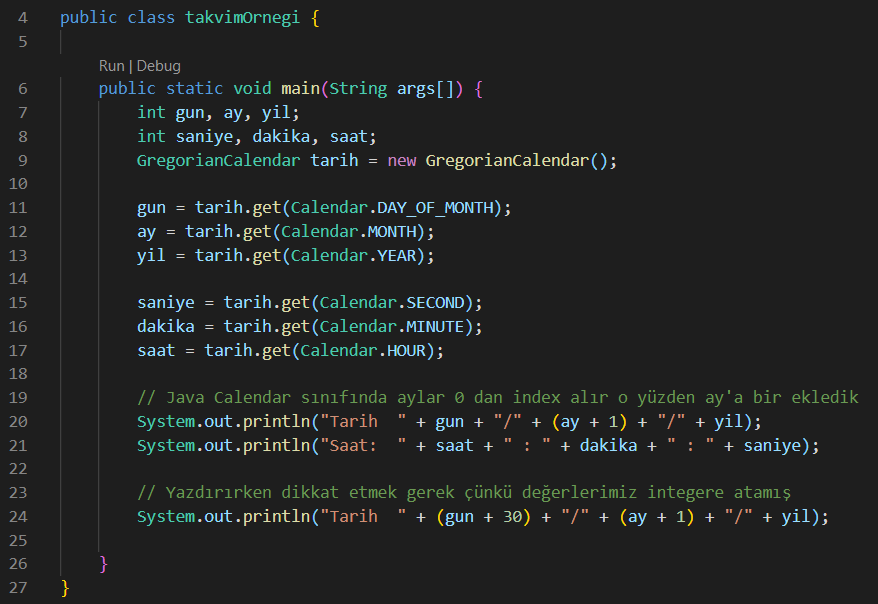 4 public class takvimOrnegi {
5
Run | Debug
6 public static void main(String args[]) {
7 int gun, ay, yil;
8 int saniye, dakika, saat;
9 GregorianCalendar tarih = new GregorianCalendar();
10
11 gun = tarih.get(Calendar.DAY_OF_MONTH);
12 ay = tarih.get(Calendar.MONTH);
13 yil = tarih.get(Calendar.YEAR);
14
15 saniye = tarih.get(Calendar.SECOND);
16 dakika = tarih.get(Calendar.MINUTE);
17 saat = tarih.get(Calendar.HOUR);
18
19 // Java Calendar sınıfında aylar 0 dan index alır o yüzden ay'a bir ekledik
20 System.out.println("Tarih  " + gun + "/" + (ay + 1) + "/" + yil);
21 System.out.println("Saat:  " + saat + " : " + dakika + " : " + saniye);
22
23 // Yazdırırken dikkat etmek gerek çünkü değerlerimiz integere atamış
24 System.out.println("Tarih  " + (gun + 30) + "/" + (ay + 1) + "/" + yil);
25
26 }
27 }